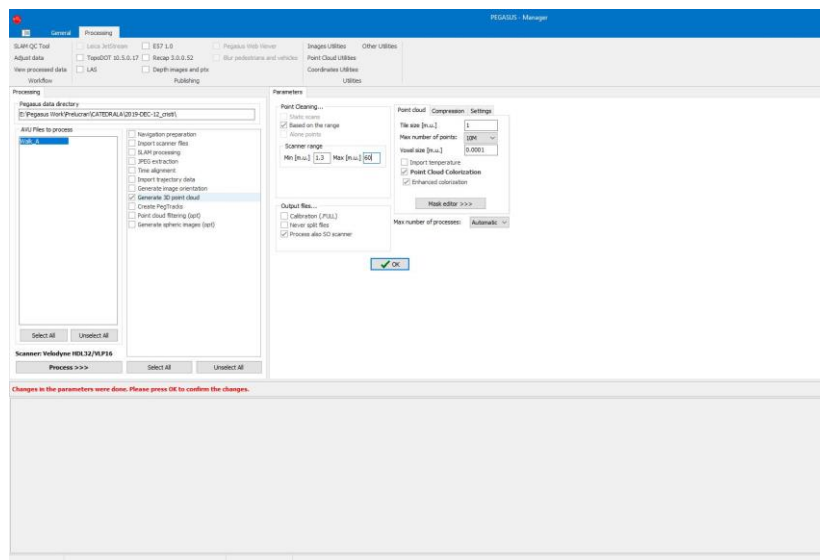 PEGASUS - Manager
General Processing
SLAM QC Tool
Adjust data
View processed data
Workflow
Leica JetStream
TopoDOT 10.5.0.17
LAS
ES7 1.0
Recap 3.0.0.52
Depth images and ptx
Pegasus Web Viewer
Blur pedestrians and vehicles
Publishing
Images Utilities
Other Utilities
Point Cloud Utilities
Coordinates Utilities
Utilities
Processing
Pegasus data directory
E:\Pegasus Work\Prelucrari\CATEDRALA\2019-DEC-12_cristi\
AVU Files to process
Walk_A
Navigation preparation
Import scanner files
SLAM processing
JPEG extraction
Time alignment
Import trajectory data
Generate image orientation
Generate 3D point cloud
Create PegTracks
Point cloud filtering (opt)
Generate spheric images (opt)
Select All
Unselect All
Scanner: Velodyne HDL32/VLP16
Process >>>
Select All
Unselect All
Parameters
Point Cleaning...
Static scans
Based on the range
Alone points
Scanner range
Min [m.u.] 1.3 Max [m.u.] 60
Output files...
Calibration (.FULL)
Never split files
Process also SO scanner
Point cloud Compression Settings
Tile size [m.u.] 1
Max number of points: 10M
Voxel size [m.u.] 0.0001
Import temperature
Point Cloud Colorization
Enhanced colorization
Mask editor >>>
Max number of processes: Automatic
OK
Changes in the parameters were done. Please press OK to confirm the changes.